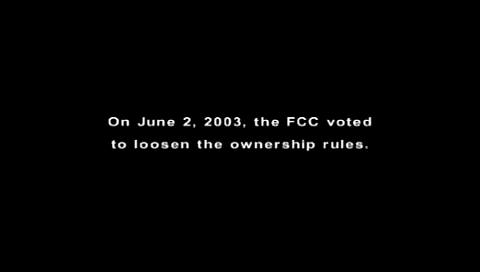 On June 2, 2003, the FCC voted
to loosen the ownership rules.